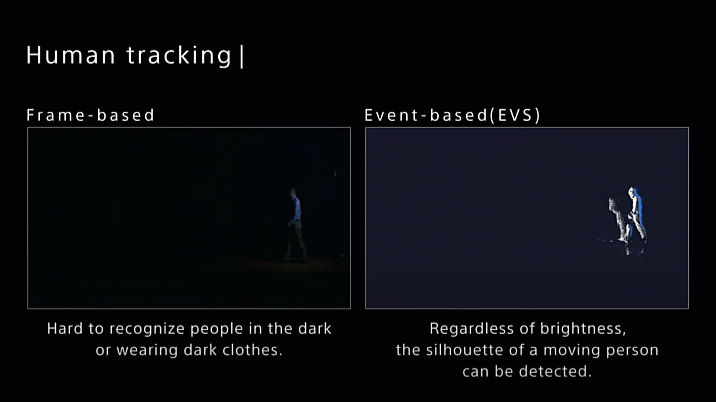 Human tracking|
Frame-based
Event-based(EVS)
Hard to recognize people in the dark
or wearing dark clothes.
Regardless of brightness,
the silhouette of a moving person
can be detected.